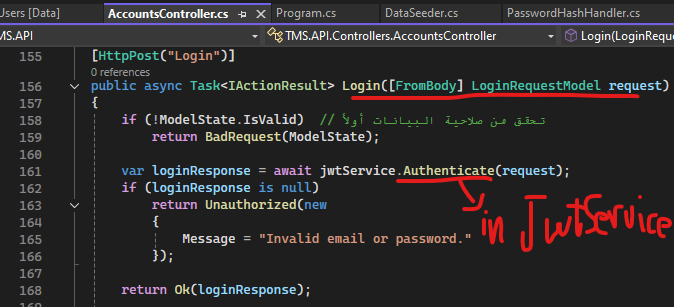 Users [Data]
AccountsController.cs
Program.cs
DataSeeder.cs
PasswordHashHandler.cs
MS.API
TMS.API.Controllers.AccountsController
Login(LoginReque
155 [HttpPost("Login")]
0 references
156 public async Task<IActionResult> Login([FromBody] LoginRequestModel request)
157 {
158 if (!ModelState.IsValid) // تحقق من صلاحية البيانات أولاً
159 return BadRequest(ModelState);
160
161 var loginResponse = await jwtService.Authenticate(request);
162 if (loginResponse is null)
163 return Unauthorized(new
164 {
165 Message = "Invalid email or password."
166 });
167
168 return Ok(loginResponse);
in JwtService